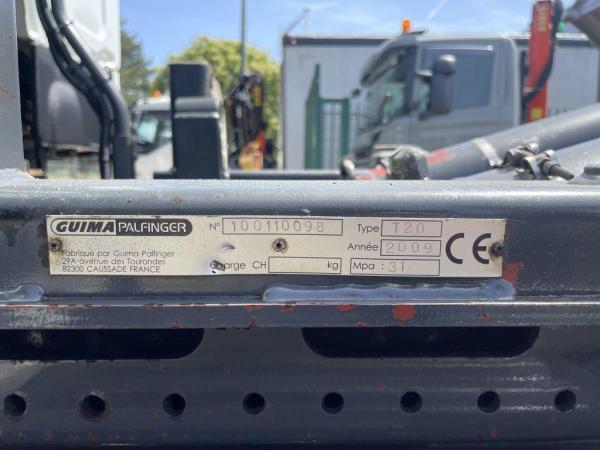 GUIMA PALFINGER
N° 100110098
Type T20
Année 2009
CE
Fabriqué par Guima Palfinger
29A avenue des Tourondes
82300 CAUSSADE FRANCE
Charge CH kg
Mpa : 31